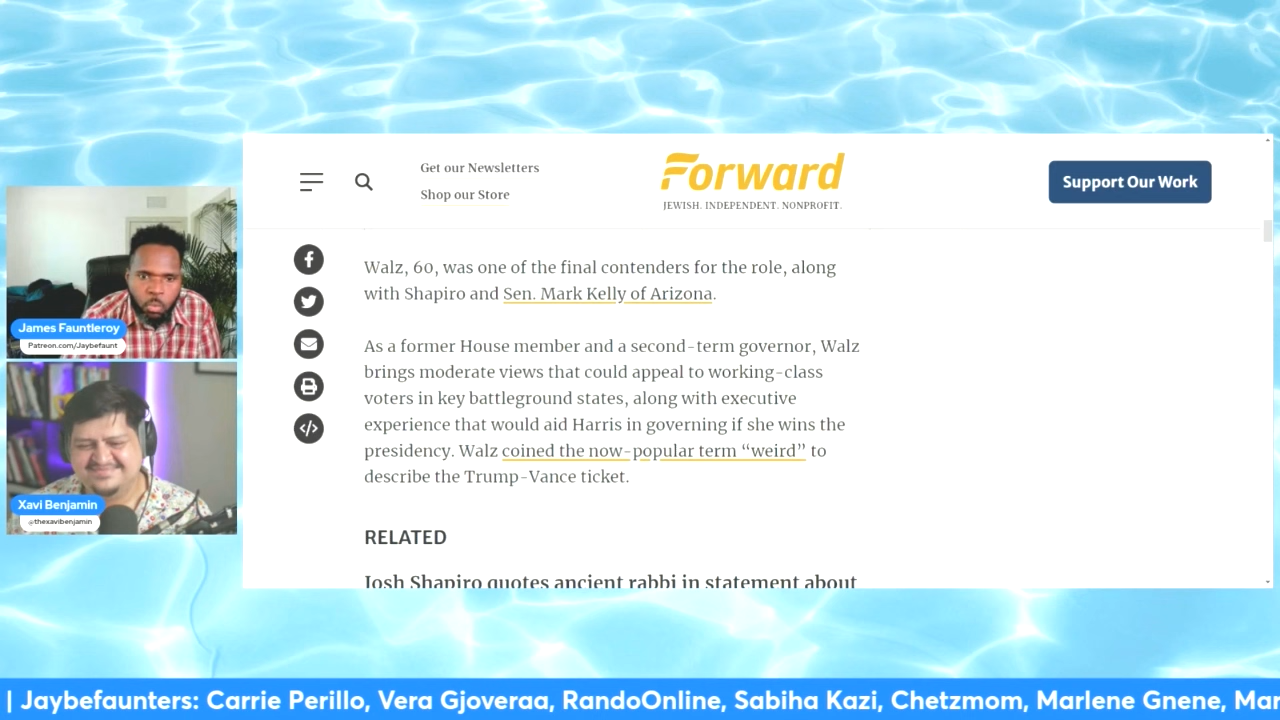 Get our Newsletters
Shop our Store
Forward
JEWISH. INDEPENDENT. NONPROFIT.
Support Our Work
Walz, 60, was one of the final contenders for the role, along
with Shapiro and Sen. Mark Kelly of Arizona.
As a former House member and a second-term governor, Walz
brings moderate views that could appeal to working-class
voters in key battleground states, along with executive
experience that would aid Harris in governing if she wins the
presidency. Walz coined the now-popular term “weird” to
describe the Trump-Vance ticket.
RELATED
Josh Shapiro quotes ancient rabbi in statement about
James Fauntleroy
Patreon.com/Jaybefaunt
Xavi Benjamin
@thexavibenjamin
| Jaybefaunters: Carrie Perillo, Vera Gjoveraa, RandoOnline, Sabiha Kazi, Chetzmom, Marlene Gnene,